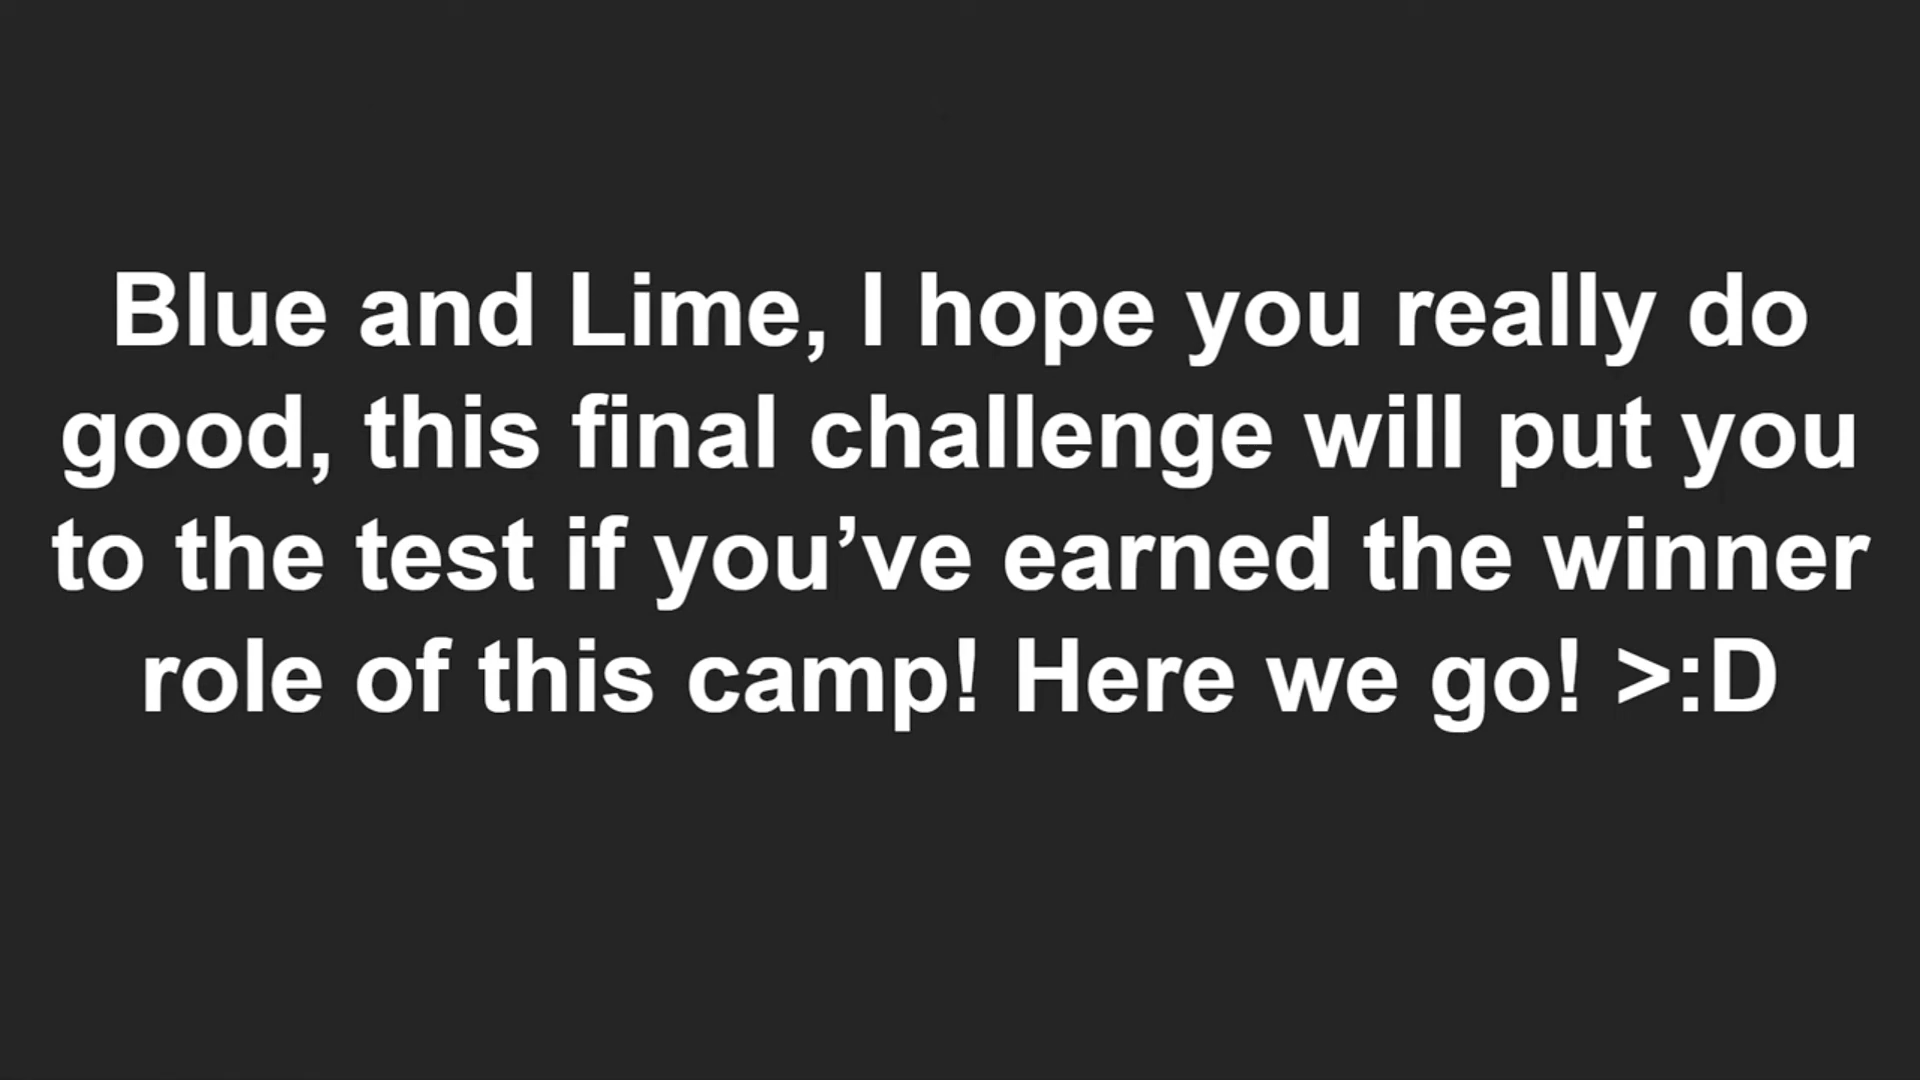 Blue and Lime, I hope you really do
good, this final challenge will put you
to the test if you’ve earned the winner
role of this camp! Here we go! >:D